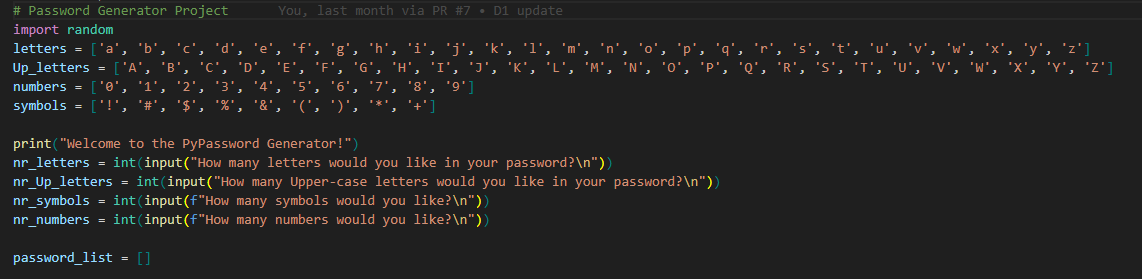 # Password Generator Project You, last month via PR #7 • D1 update
import random
letters = ['a', 'b', 'c', 'd', 'e', 'f', 'g', 'h', 'i', 'j', 'k', 'l', 'm', 'n', 'o', 'p', 'q', 'r', 's', 't', 'u', 'v', 'w', 'x', 'y', 'z']
Up_letters = ['A', 'B', 'C', 'D', 'E', 'F', 'G', 'H', 'I', 'J', 'K', 'L', 'M', 'N', 'O', 'P', 'Q', 'R', 'S', 'T', 'U', 'V', 'W', 'X', 'Y', 'Z']
numbers = ['0', '1', '2', '3', '4', '5', '6', '7', '8', '9']
symbols = ['!', '#', '$', '%', '&', '(', ')', '*', '+']
print("Welcome to the PyPassword Generator!")
nr_letters = int(input("How many letters would you like in your password?\n"))
nr_Up_letters = int(input("How many Upper-case letters would you like in your password?\n"))
nr_symbols = int(input(f"How many symbols would you like?\n"))
nr_numbers = int(input(f"How many numbers would you like?\n"))
password_list = []